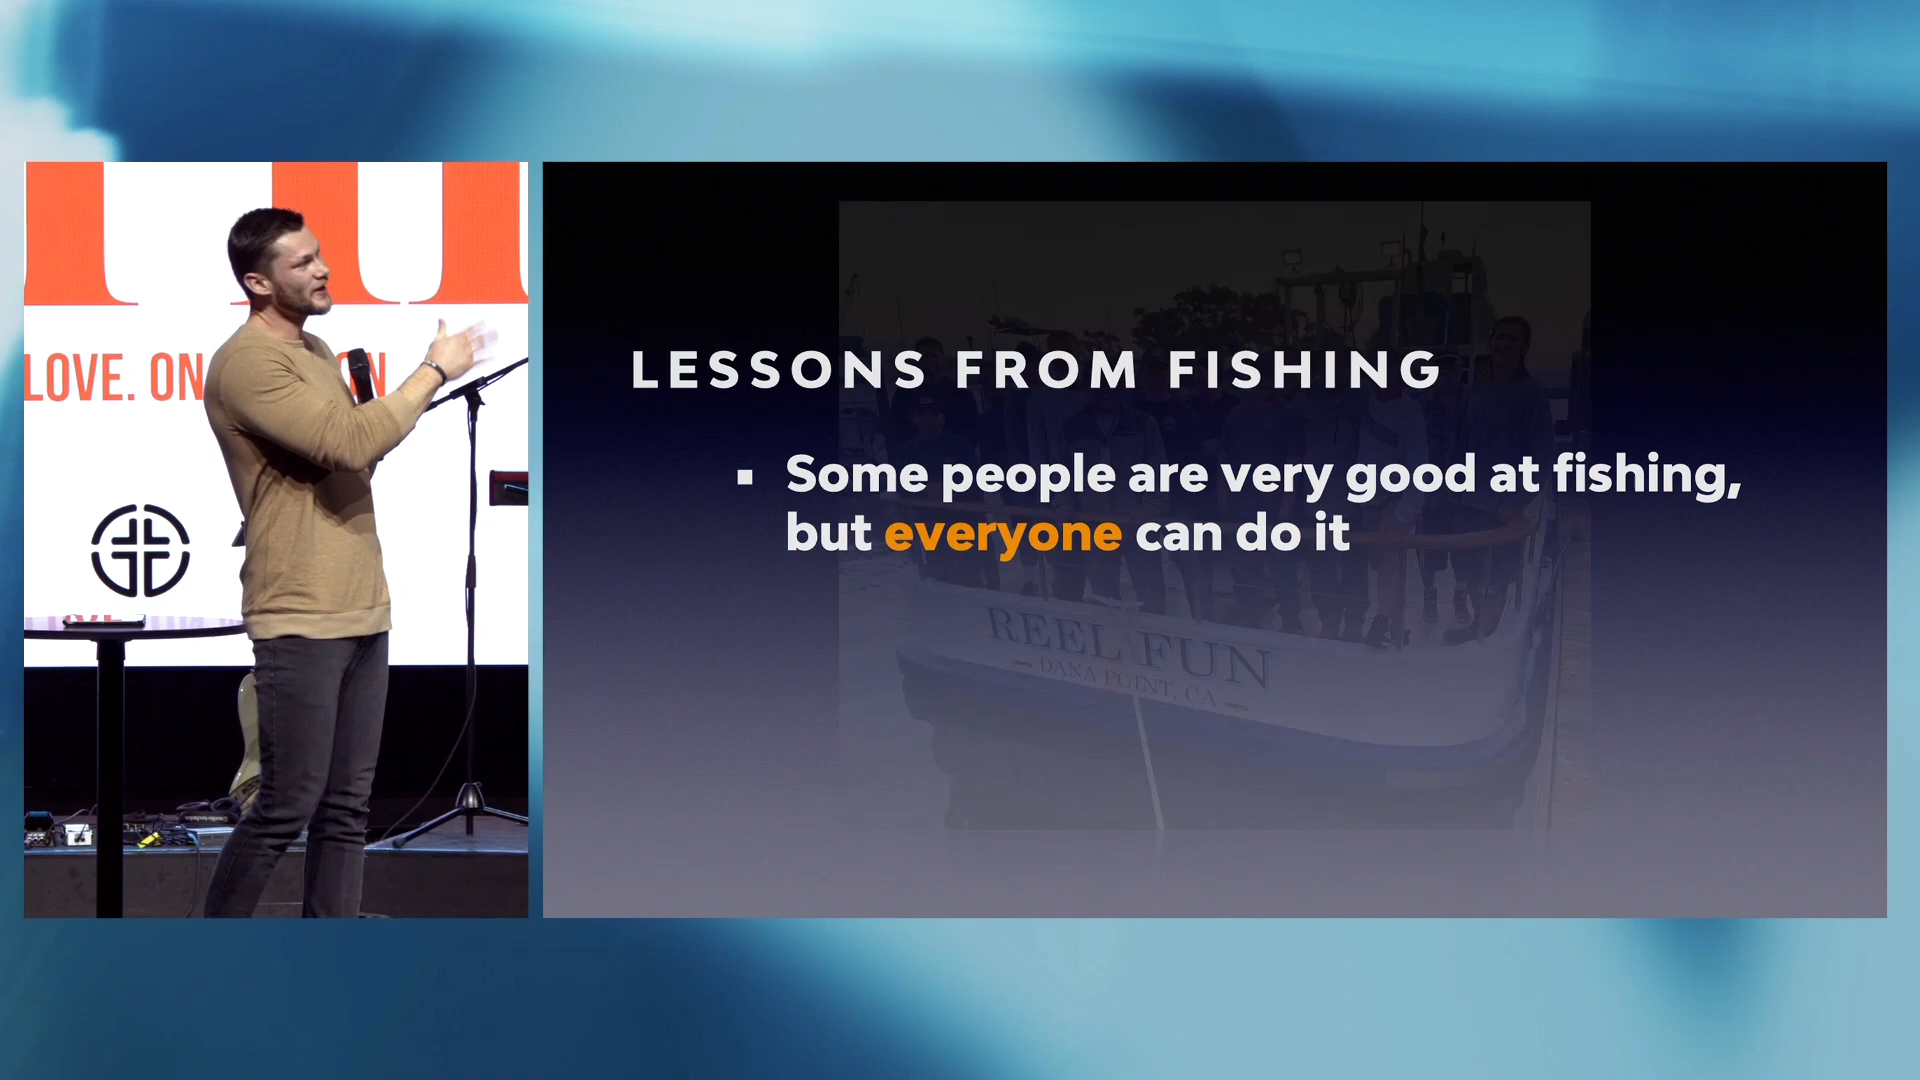 LOVE. ON
ON
LESSONS FROM FISHING
▪ Some people are very good at fishing,
but everyone can do it
REEL FUN
DANA POINT, CA